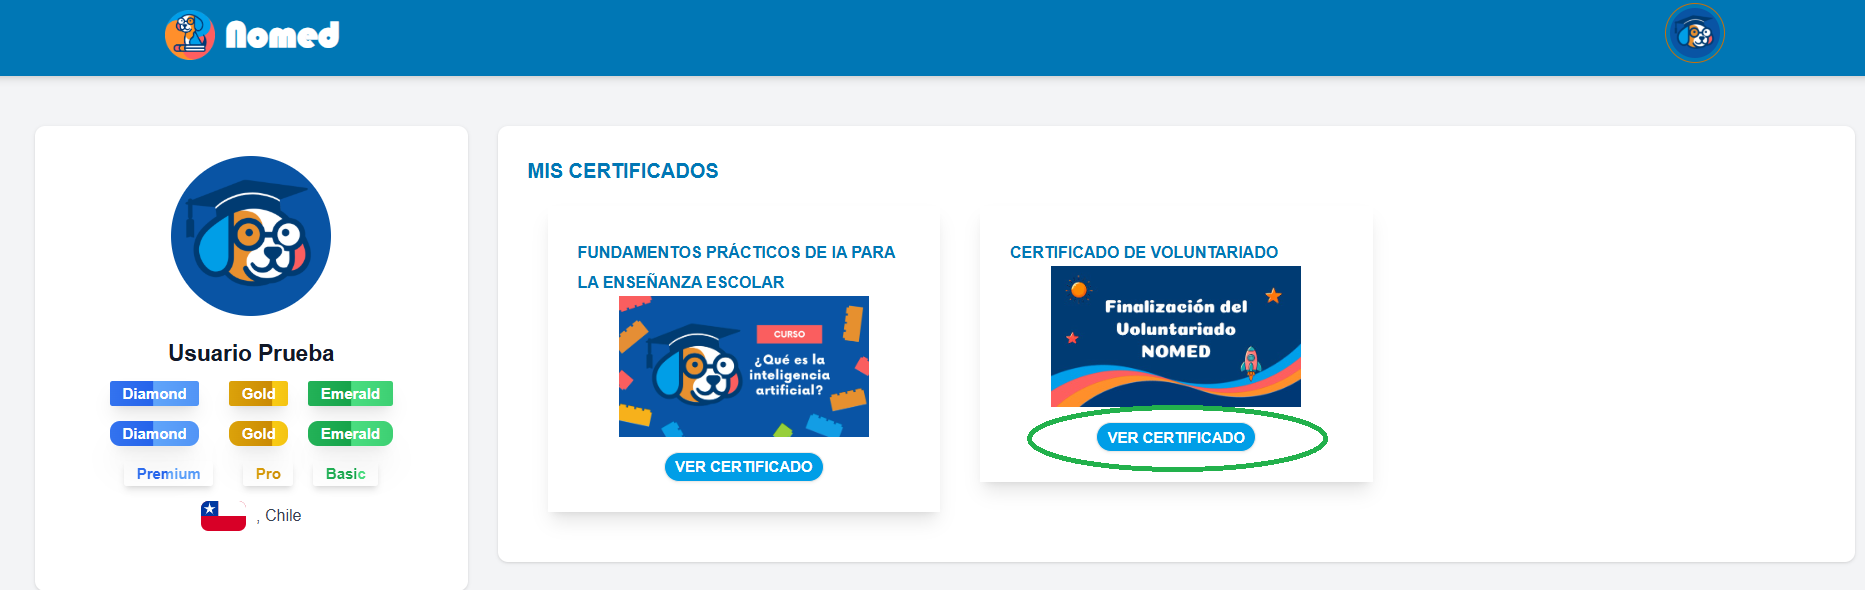 Nomed
Usuario Prueba
Diamond Gold Emerald
Diamond Gold Emerald
Premium Pro Basic
, Chile
MIS CERTIFICADOS
FUNDAMENTOS PRÁCTICOS DE IA PARA
LA ENSEÑANZA ESCOLAR
CURSO
¿Qué es la
inteligencia
artificial?
VER CERTIFICADO
CERTIFICADO DE VOLUNTARIADO
Finalización del
Voluntariado
NOMED
VER CERTIFICADO